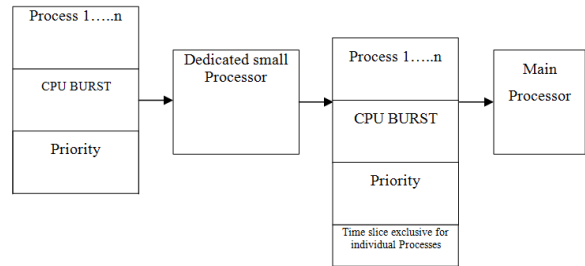 Process 1…..n
CPU BURST
Priority
Dedicated small
Processor
Process 1…..n
CPU BURST
Priority
Time slice exclusive for
individual Processes
Main
Processor